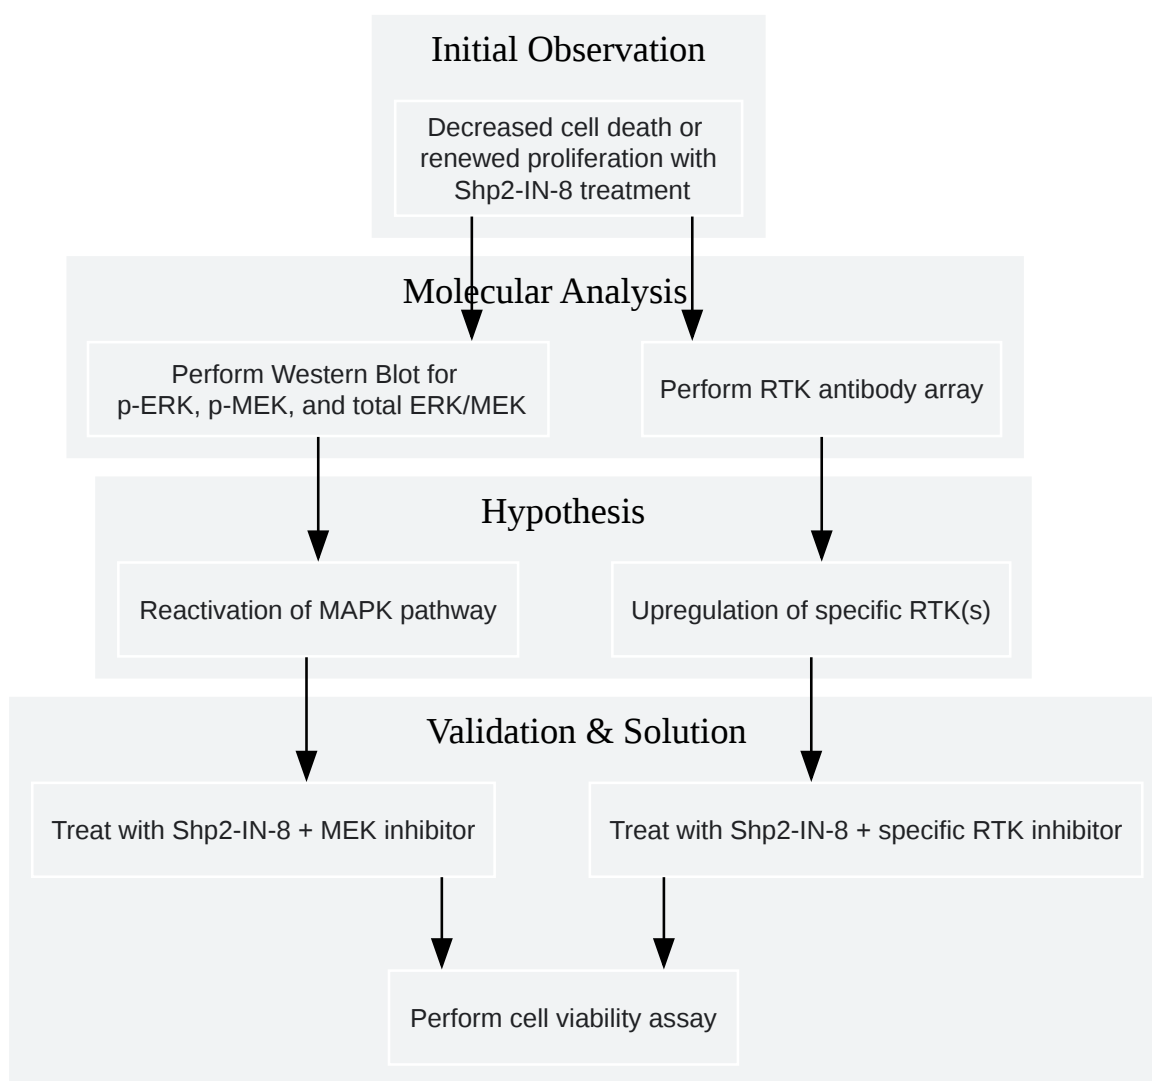 Initial Observation
Decreased cell death or
renewed proliferation with
Shp2-IN-8 treatment
Molecular Analysis
Perform Western Blot for
p-ERK, p-MEK, and total ERK/MEK
Perform RTK antibody array
Hypothesis
Reactivation of MAPK pathway
Upregulation of specific RTK(s)
Validation & Solution
Treat with Shp2-IN-8 + MEK inhibitor
Treat with Shp2-IN-8 + specific RTK inhibitor
Perform cell viability assay